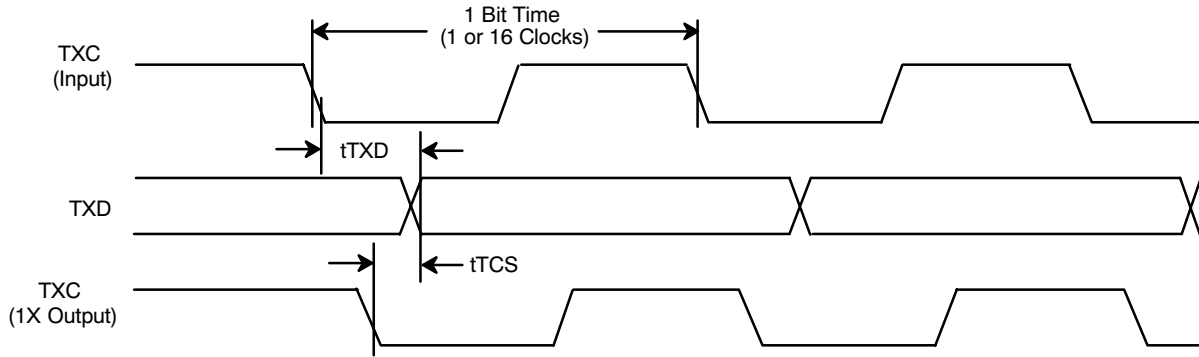 1 Bit Time
(1 or 16 Clocks)
TXC
(Input)
tTXD
TXD
tTCS
TXC
(1X Output)